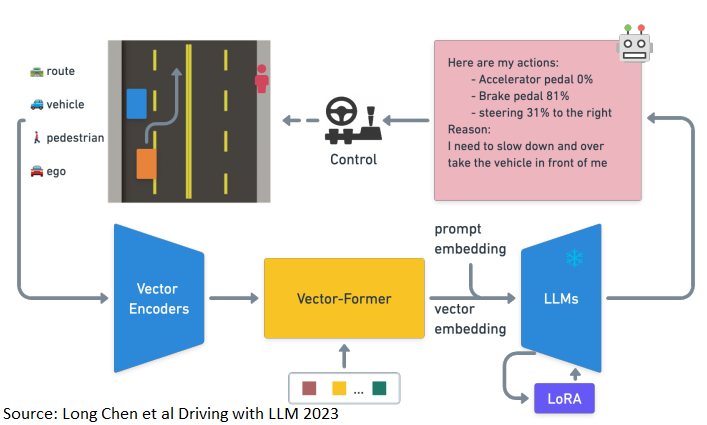 route
vehicle
pedestrian
ego
Control
Here are my actions:
- Accelerator pedal 0%
- Brake pedal 81%
- steering 31% to the right
Reason:
I need to slow down and over
take the vehicle in front of me
Vector
Encoders
Vector-Former
prompt
embedding
vector
embedding
LLMs
...
LoRA
Source: Long Chen et al Driving with LLM 2023